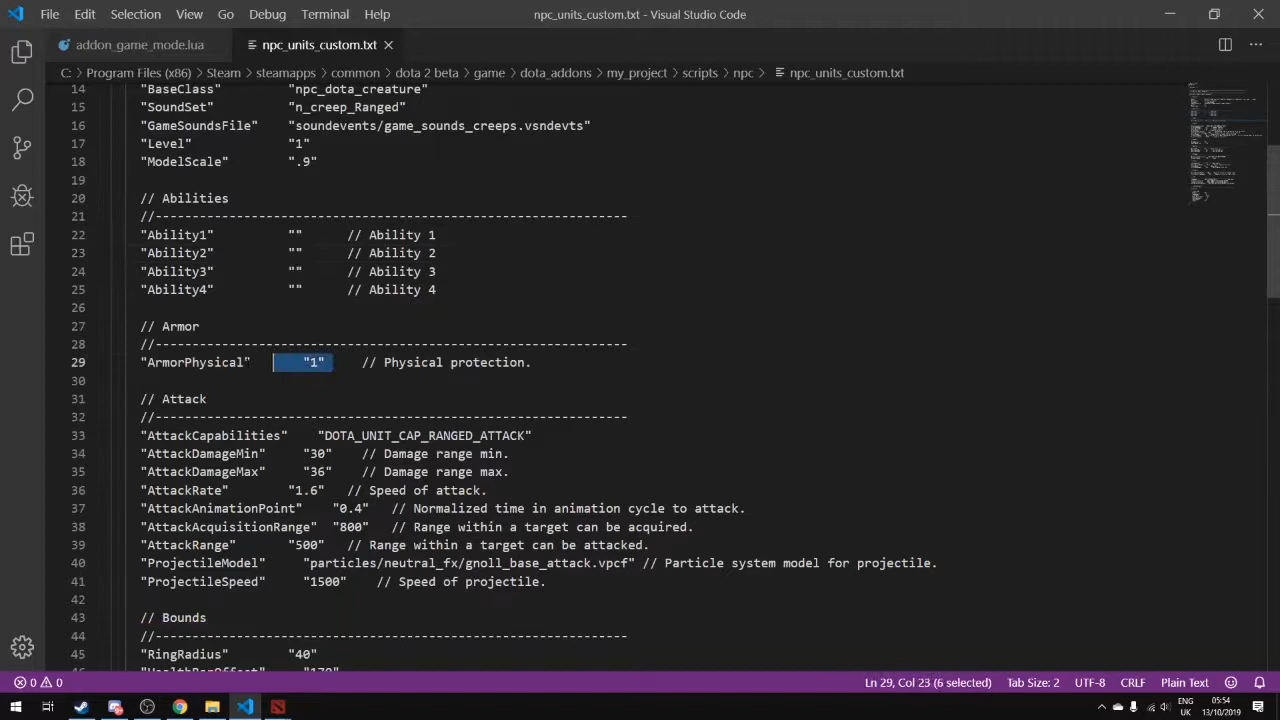 File Edit Selection View Go Debug Terminal Help npc_units_custom.txt - Visual Studio Code
addon_game_mode.lua npc_units_custom.txt
C: > Program Files (x86) > Steam > steamapps > common > dota 2 beta > game > dota_addons > my_project > scripts > npc > npc_units_custom.txt
14 "BaseClass" "npc_dota_creature"
15 "SoundSet" "n_creep_Ranged"
16 "GameSoundsFile" "soundevents/game_sounds_creeps.vsndevts"
17 "Level" "1"
18 "ModelScale" ".9"
19
20 // Abilities
21 //----------------------------------------------------------------
22 "Ability1" "" // Ability 1
23 "Ability2" "" // Ability 2
24 "Ability3" "" // Ability 3
25 "Ability4" "" // Ability 4
26
27 // Armor
28 //----------------------------------------------------------------
29 "ArmorPhysical" "1" // Physical protection.
30
31 // Attack
32 //----------------------------------------------------------------
33 "AttackCapabilities" "DOTA_UNIT_CAP_RANGED_ATTACK"
34 "AttackDamageMin" "30" // Damage range min.
35 "AttackDamageMax" "36" // Damage range max.
36 "AttackRate" "1.6" // Speed of attack.
37 "AttackAnimationPoint" "0.4" // Normalized time in animation cycle to attack.
38 "AttackAcquisitionRange" "800" // Range within a target can be acquired.
39 "AttackRange" "500" // Range within a target can be attacked.
40 "ProjectileModel" "particles/neutral_fx/gnoll_base_attack.vpcf" // Particle system model for projectile.
41 "ProjectileSpeed" "1500" // Speed of projectile.
42
43 // Bounds
44 //----------------------------------------------------------------
45 "RingRadius" "40"
46 "HealthBarOffset" "170"
0 0 Ln 29, Col 23 (6 selected) Tab Size: 2 UTF-8 CRLF Plain Text
ENG 05:54
UK 13/10/2019